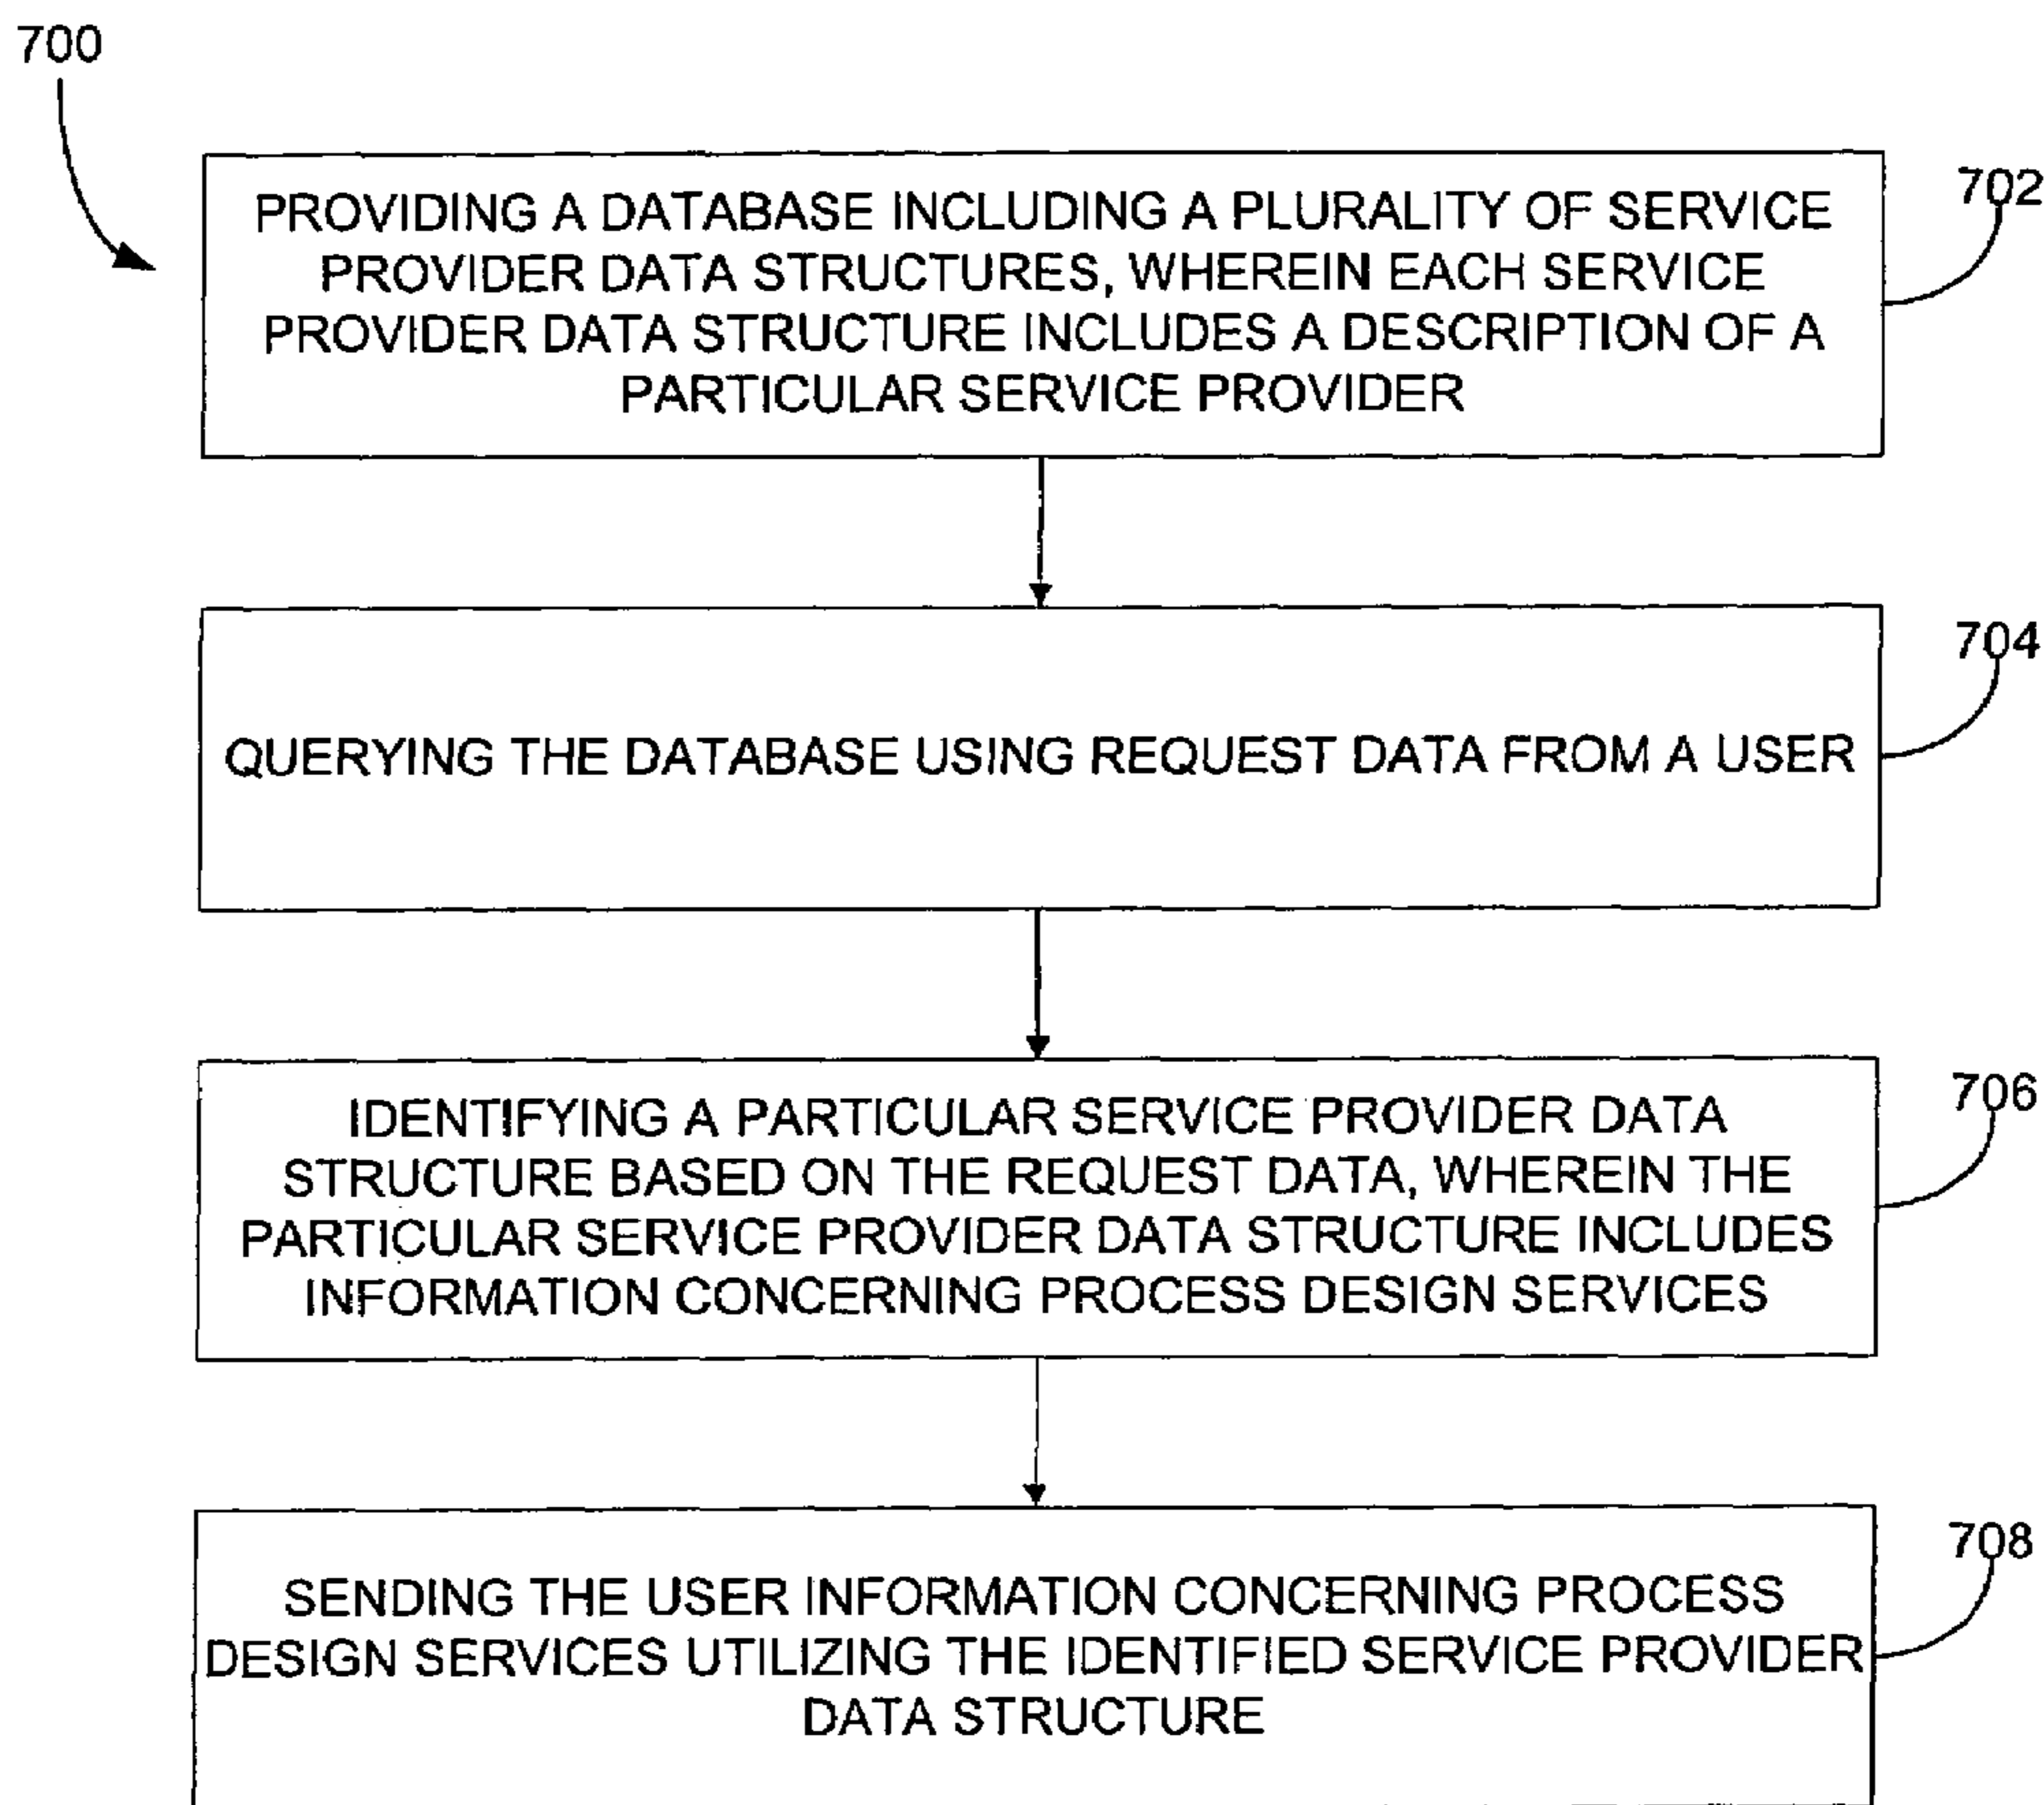 700
702
PROVIDING A DATABASE INCLUDING A PLURALITY OF SERVICE
PROVIDER DATA STRUCTURES, WHEREIN EACH SERVICE
PROVIDER DATA STRUCTURE INCLUDES A DESCRIPTION OF A
PARTICULAR SERVICE PROVIDER
704
QUERYING THE DATABASE USING REQUEST DATA FROM A USER
706
IDENTIFYING A PARTICULAR SERVICE PROVIDER DATA
STRUCTURE BASED ON THE REQUEST DATA, WHEREIN THE
PARTICULAR SERVICE PROVIDER DATA STRUCTURE INCLUDES
INFORMATION CONCERNING PROCESS DESIGN SERVICES
708
SENDING THE USER INFORMATION CONCERNING PROCESS
DESIGN SERVICES UTILIZING THE IDENTIFIED SERVICE PROVIDER
DATA STRUCTURE